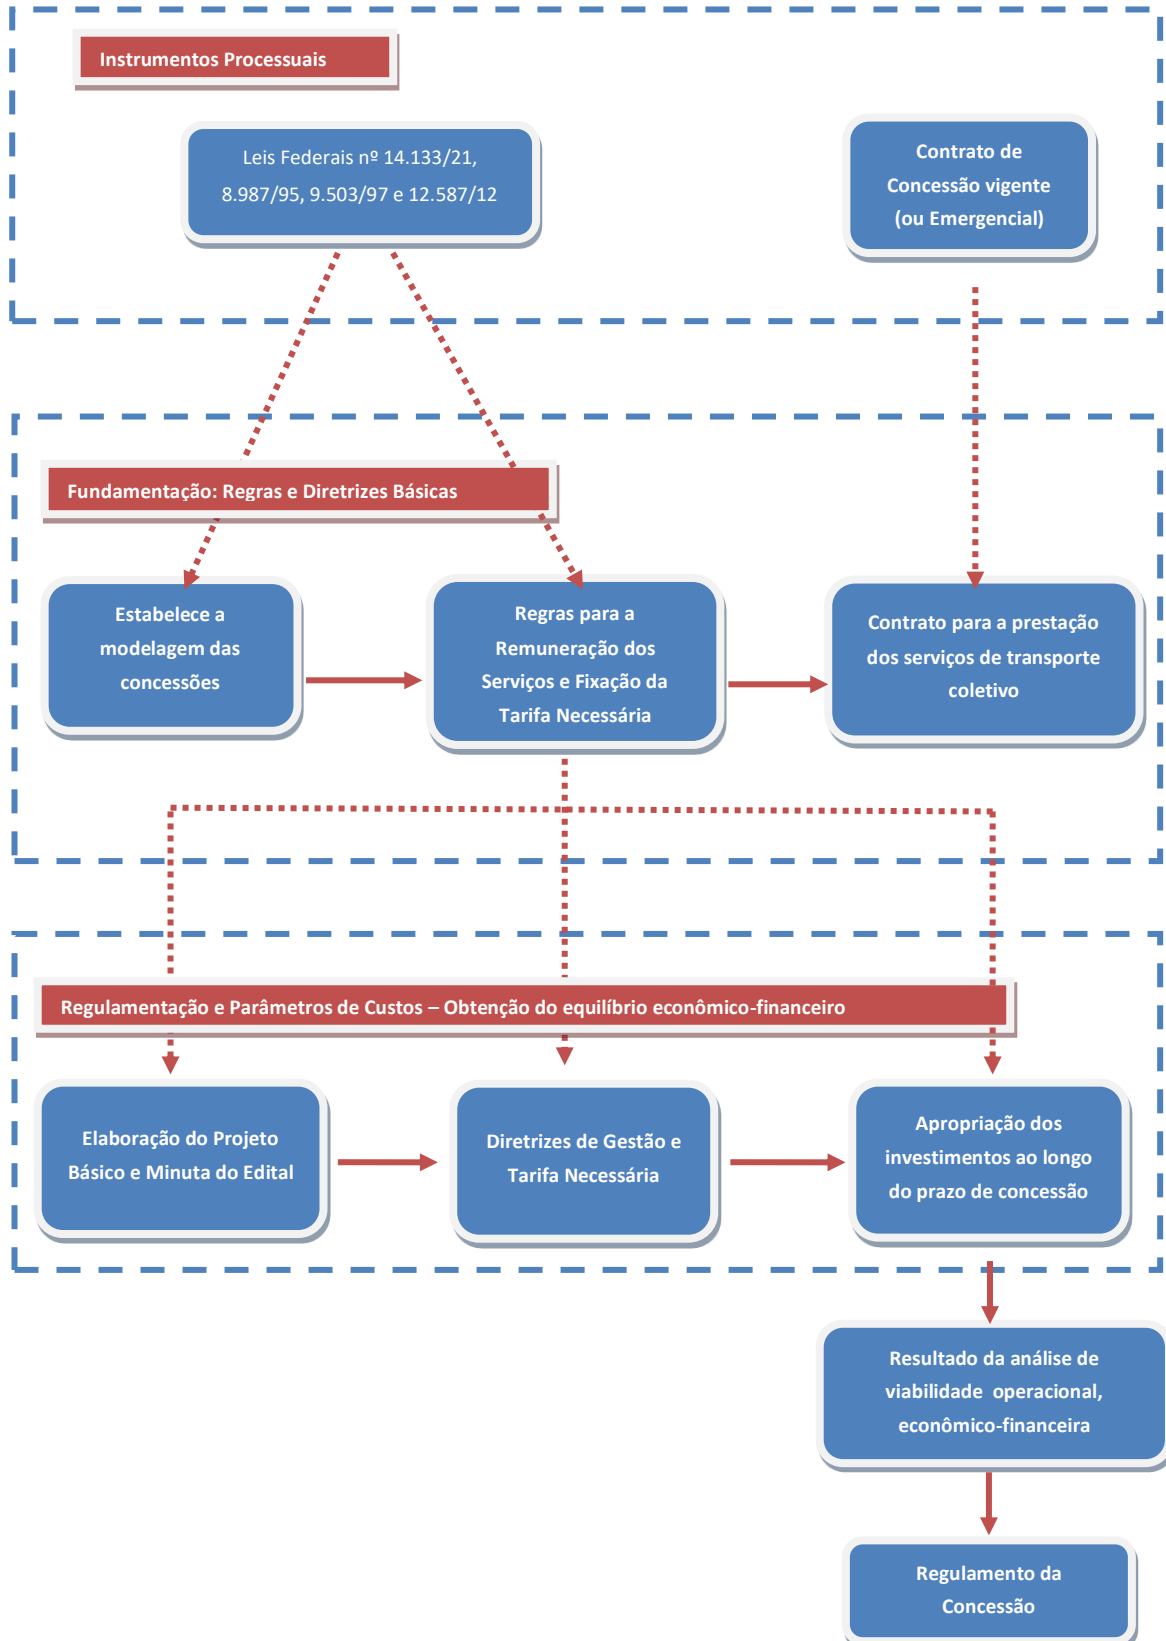 Instrumentos Processuais
Leis Federais nº 14.133/21,
8.987/95, 9.503/97 e 12.587/12
Contrato de
Concessão vigente
(ou Emergencial)
Fundamentação: Regras e Diretrizes Básicas
Estabelece a
modelagem das
concessões
Regras para a
Remuneração dos
Serviços e Fixação da
Tarifa Necessária
Contrato para a prestação
dos serviços de transporte
coletivo
Regulamentação e Parâmetros de Custos – Obtenção do equilíbrio econômico-financeiro
Elaboração do Projeto
Básico e Minuta do Edital
Diretrizes de Gestão e
Tarifa Necessária
Apropriação dos
investimentos ao longo
do prazo de concessão
Resultado da análise de
viabilidade operacional,
econômico-financeira
Regulamento da
Concessão